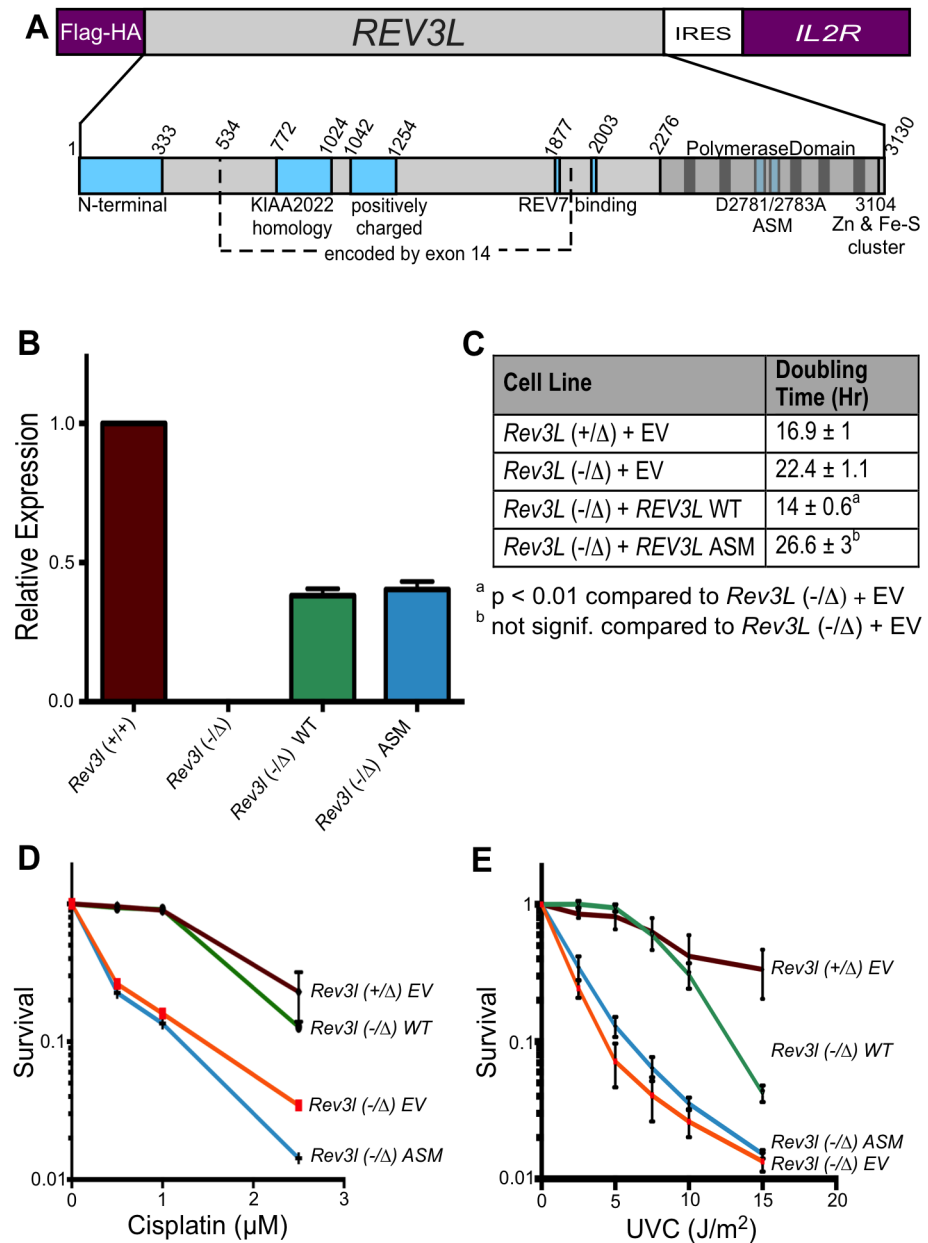 A
Flag-HA
REV3L
IRES
IL2R
1
333
534
772
1024
1042
1254
1877
2003
2276
3130
PolymeraseDomain
N-terminal
KIAA2022
homology
positively
charged
REV7 binding
D2781/2783A
ASM
3104
Zn & Fe-S
cluster
encoded by exon 14
B
Relative Expression
1.0
0.5
0.0
Rev3l (+/+)
Rev3l (-/Δ)
Rev3l (-/Δ) WT
Rev3l (-/Δ) ASM
C
Cell Line
Doubling
Time (Hr)
Rev3L (+/Δ) + EV
16.9 ± 1
Rev3L (-/Δ) + EV
22.4 ± 1.1
Rev3L (-/Δ) + REV3L WT
14 ± 0.6a
Rev3L (-/Δ) + REV3L ASM
26.6 ± 3b
a p < 0.01 compared to Rev3L (-/Δ) + EV
b not signif. compared to Rev3L (-/Δ) + EV
D
Survival
0.1
0.01
0
1
2
3
Cisplatin (µM)
Rev3l (+/Δ) EV
Rev3l (-/Δ) WT
Rev3l (-/Δ) EV
Rev3l (-/Δ) ASM
E
Survival
1
0.1
0.01
0
5
10
15
20
UVC (J/m2)
Rev3l (+/Δ) EV
Rev3l (-/Δ) WT
Rev3l (-/Δ) ASM
Rev3l (-/Δ) EV